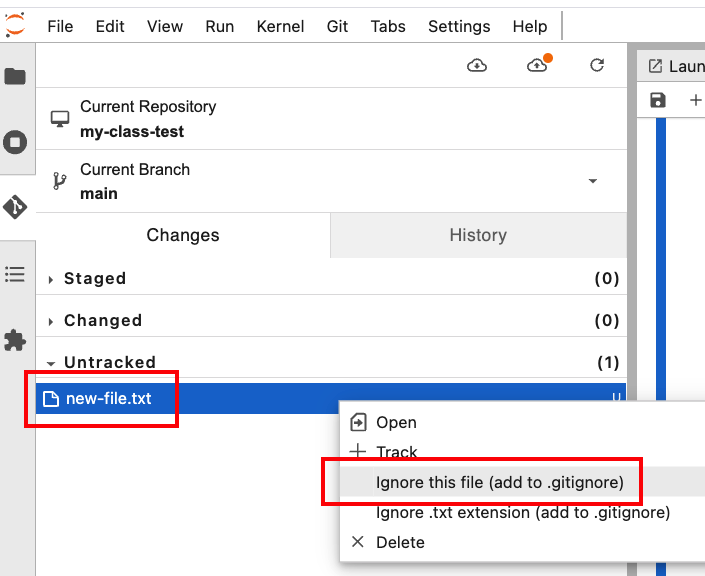 File Edit View Run Kernel Git Tabs Settings Help
Laun
Current Repository
my-class-test
Current Branch
main
Changes History
Staged (0)
Changed (0)
Untracked (1)
new-file.txt U
Open
Track
Ignore this file (add to .gitignore)
Ignore .txt extension (add to .gitignore)
Delete